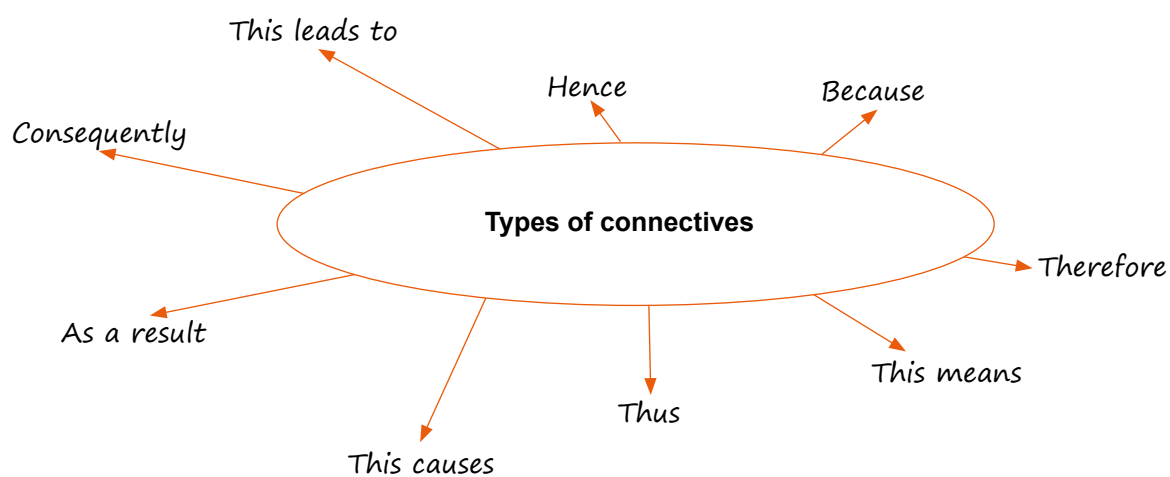 This leads to
Hence
Because
Consequently
Types of connectives
Therefore
As a result
This means
Thus
This causes